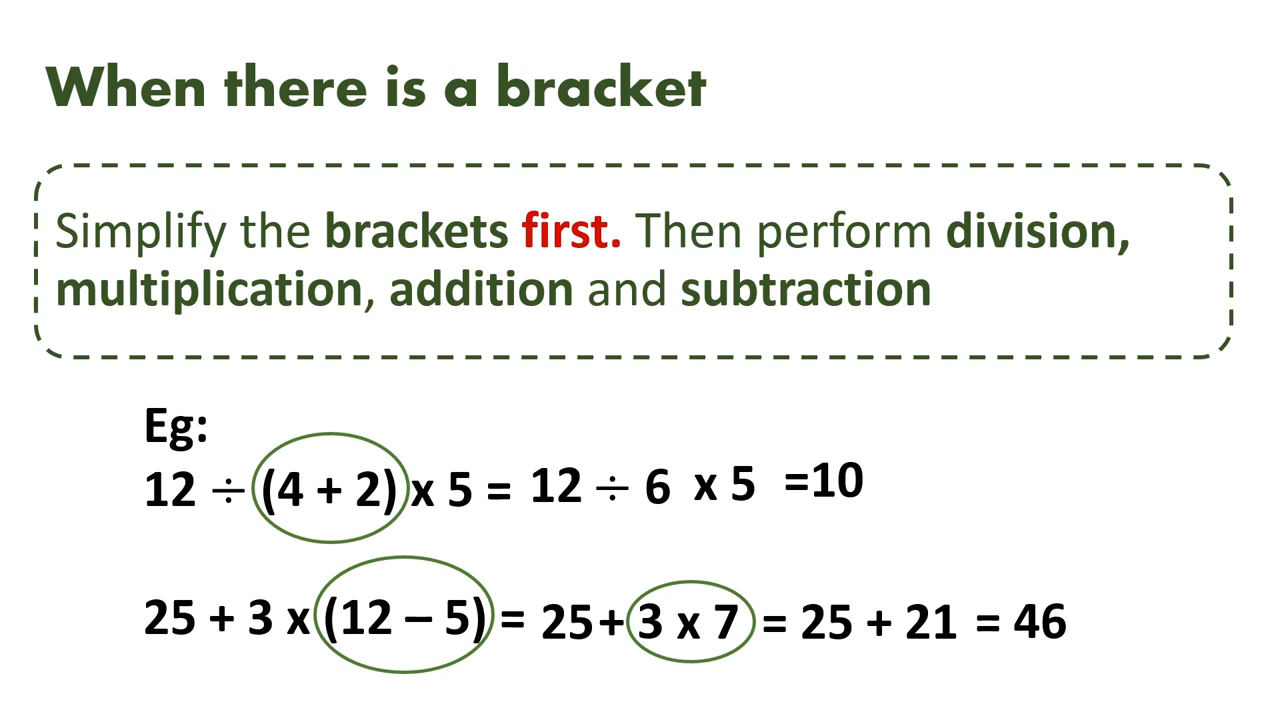 When there is a bracket
Simplify the brackets first. Then perform division,
multiplication, addition and subtraction
Eg:
12 ÷ (4 + 2) x 5 = 12 ÷ 6 x 5 =10
25 + 3 x (12 – 5) = 25+ 3 x 7 = 25 + 21 = 46